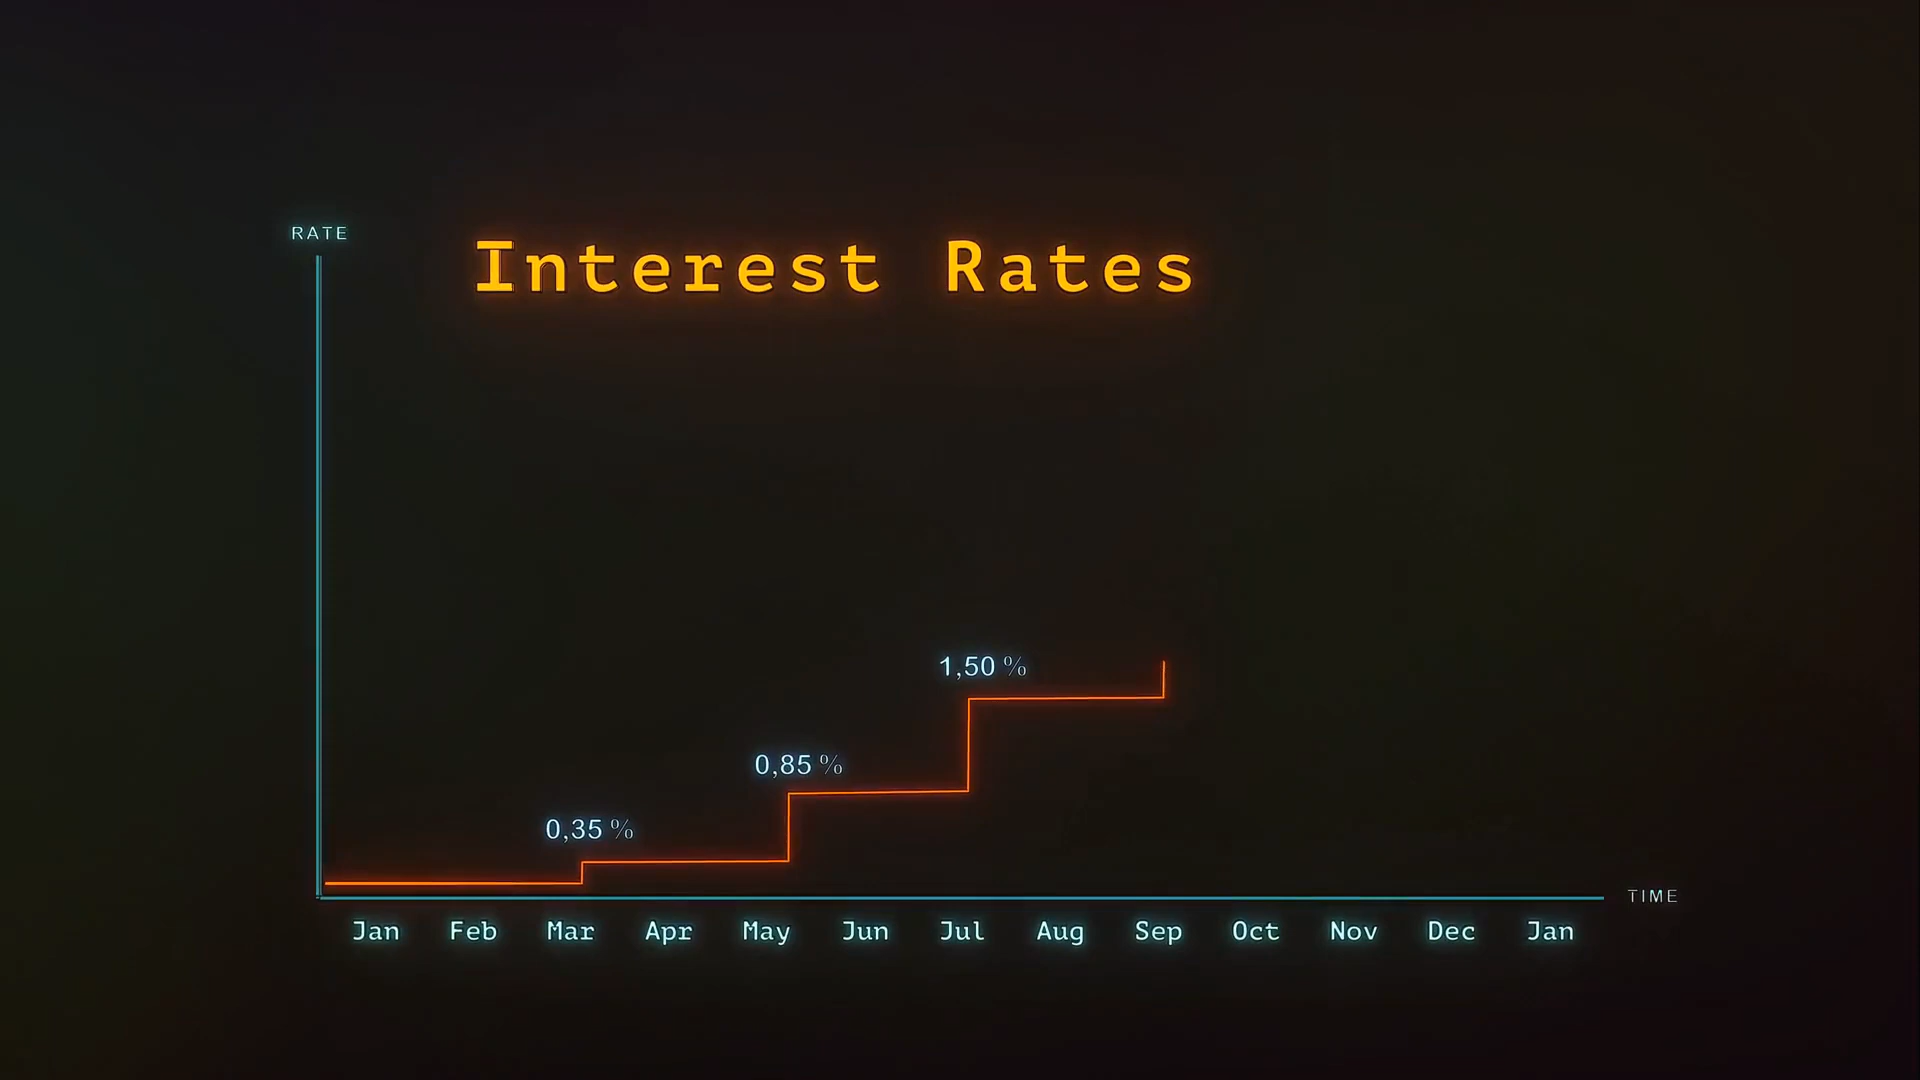 RATE
Interest Rates
1,50 %
0,85 %
0,35 %
TIME
Jan Feb Mar Apr May Jun Jul Aug Sep Oct Nov Dec Jan